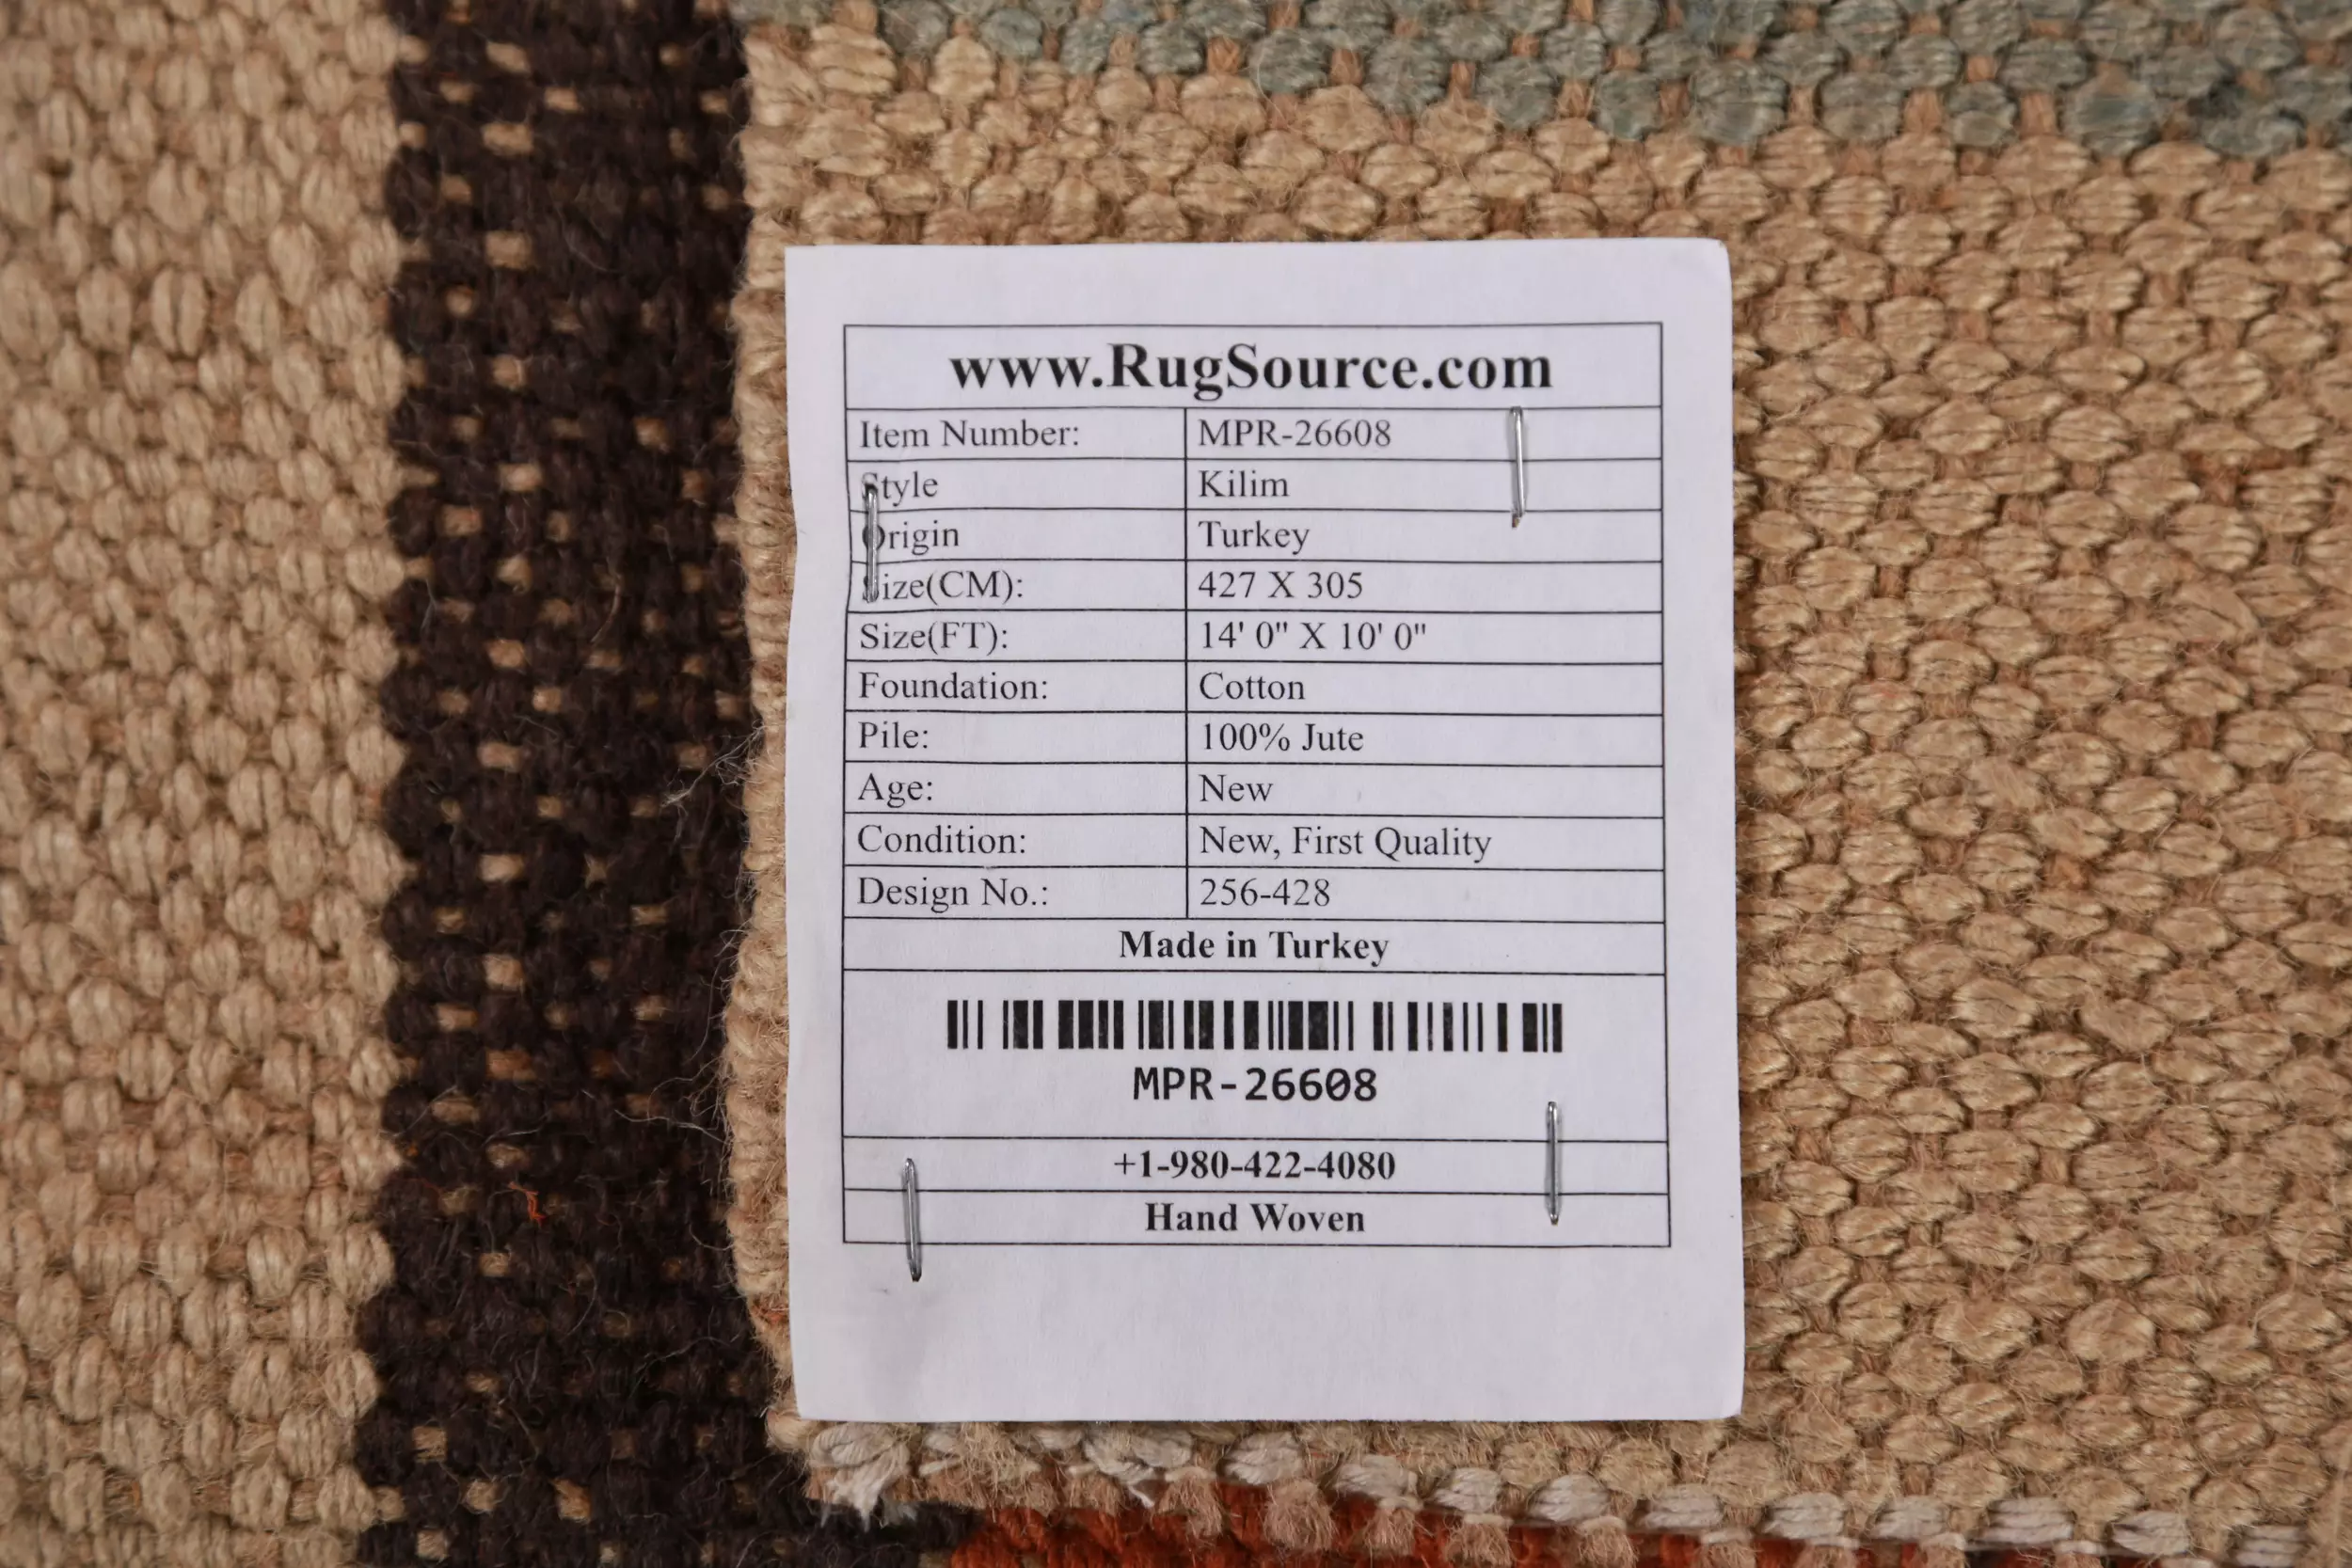 www.RugSource.com
Item Number: MPR-26608
Style Kilim
Origin Turkey
Size(CM): 427 X 305
Size(FT): 14' 0" X 10' 0"
Foundation: Cotton
Pile: 100% Jute
Age: New
Condition: New, First Quality
Design No.: 256-428
Made in Turkey
MPR-26608
+1-980-422-4080
Hand Woven